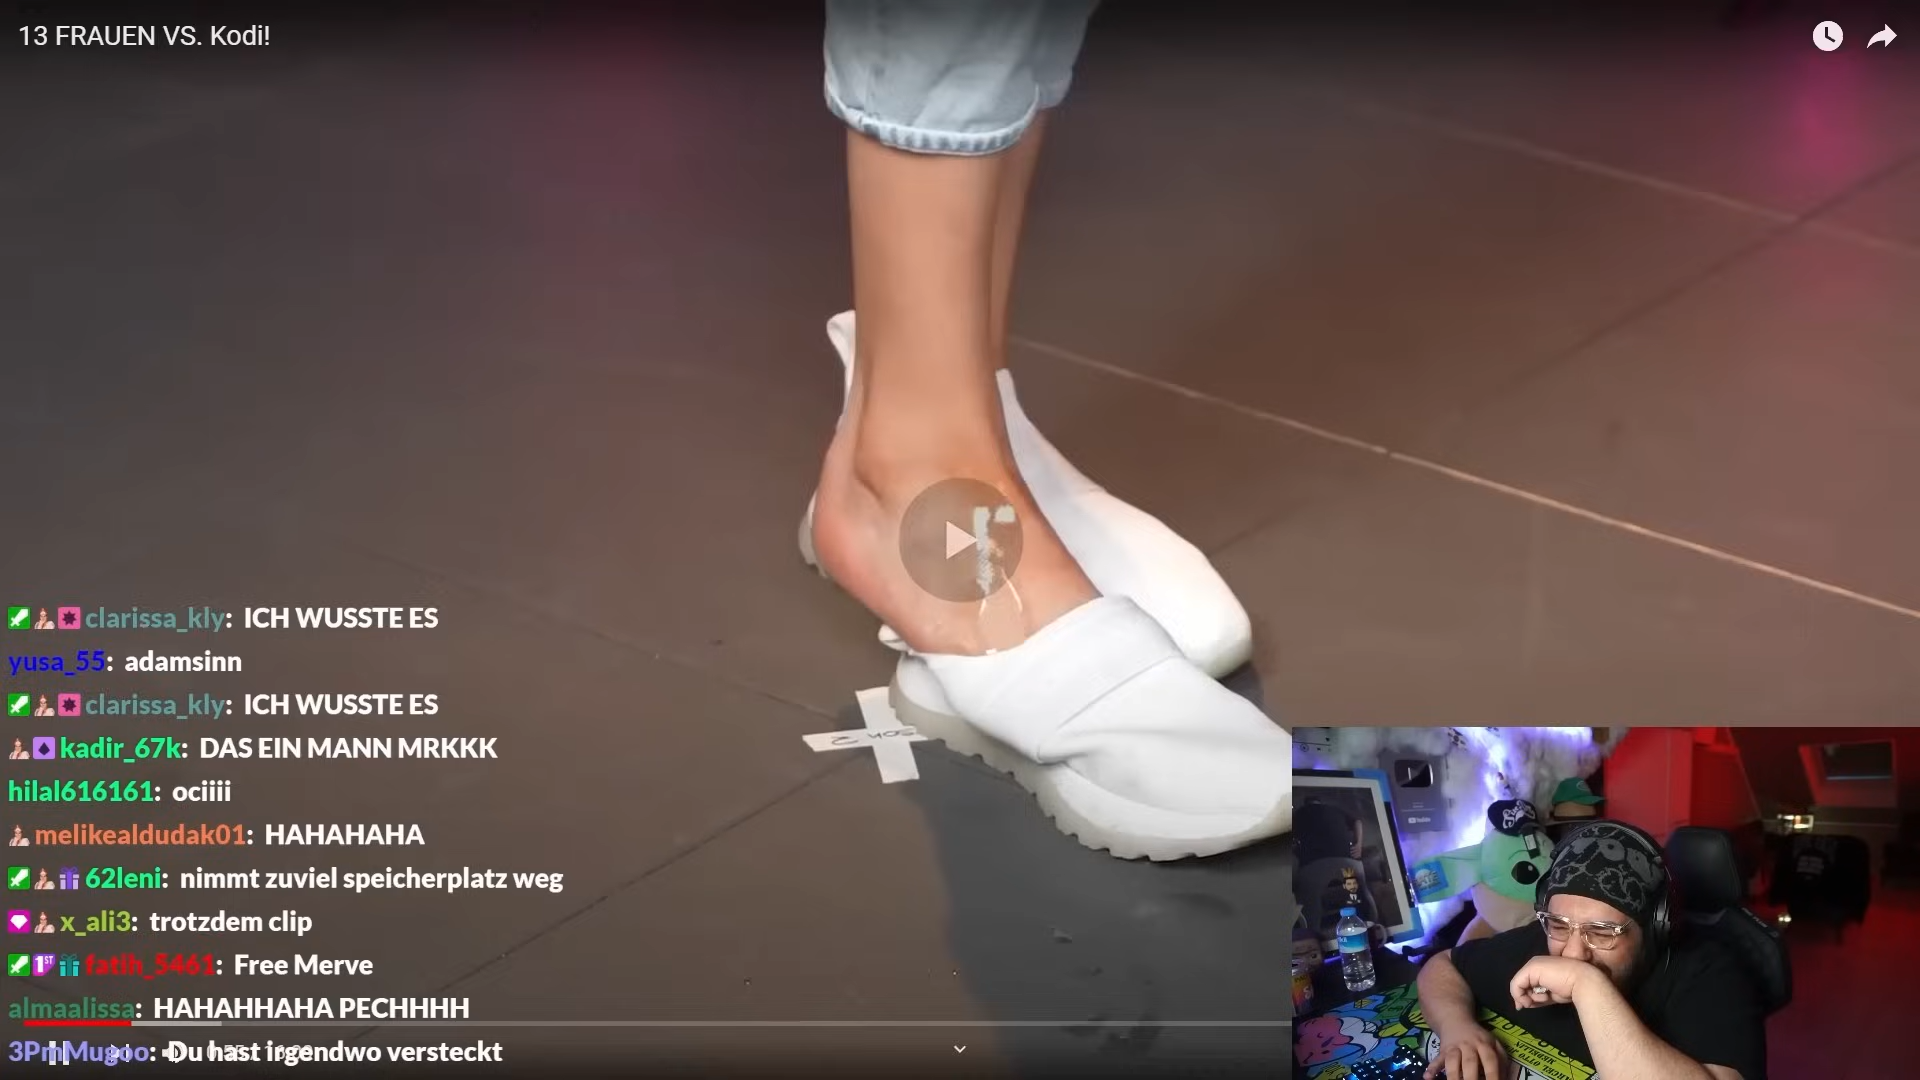 13 FRAUEN VS. Kodi!
clarissa_kly: ICH WUSSTE ES
yusa_55: adamsinn
clarissa_kly: ICH WUSSTE ES
kadir_67k: DAS EIN MANN MRKKK
hilal616161: ociiii
melikealdudak01: HAHAHAHA
62leni: nimmt zuviel speicherplatz weg
x_ali3: trotzdem clip
1ST fatih_5461: Free Merve
almaalissa: HAHAHHAHA PECHHHH
3PmMugoo: Du hast irgendwo versteckt